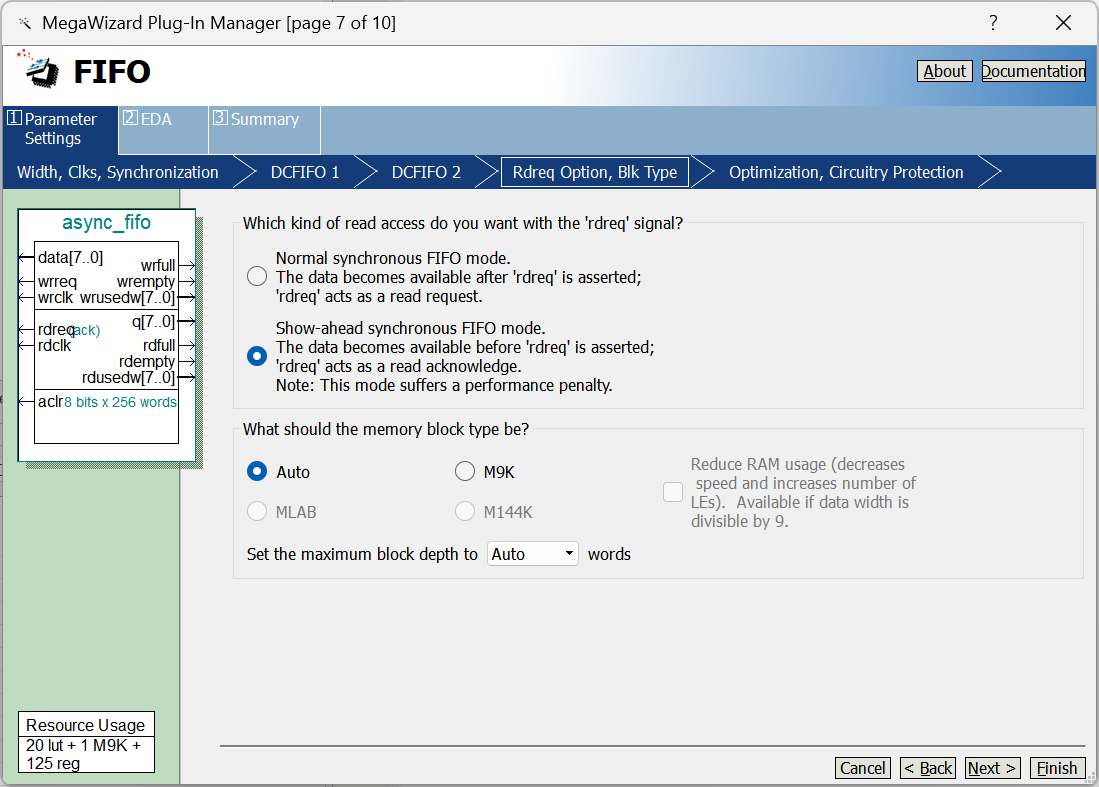 MegaWizard Plug-In Manager [page 7 of 10]
?
FIFO
About
Documentation
1 Parameter
Settings
2 EDA
3 Summary
Width, Clks, Synchronization
DCFIFO 1
DCFIFO 2
Rdreq Option, Blk Type
Optimization, Circuitry Protection
async_fifo
data[7..0]
wrfull
wrreq
wrempty
wrclk
wrusedw[7..0]
q[7..0]
rdreq
(ack)
rdclk
rdfull
rdempty
rdusedw[7..0]
aclr
8 bits x 256 words
Which kind of read access do you want with the 'rdreq' signal?
Normal synchronous FIFO mode.
The data becomes available after 'rdreq' is asserted;
'rdreq' acts as a read request.
Show-ahead synchronous FIFO mode.
The data becomes available before 'rdreq' is asserted;
'rdreq' acts as a read acknowledge.
Note: This mode suffers a performance penalty.
What should the memory block type be?
Auto
M9K
MLAB
M144K
Reduce RAM usage (decreases
speed and increases number of
LEs).  Available if data width is
divisible by 9.
Set the maximum block depth to
Auto
words
Resource Usage
20 lut + 1 M9K +
125 reg
Cancel
< Back
Next >
Finish